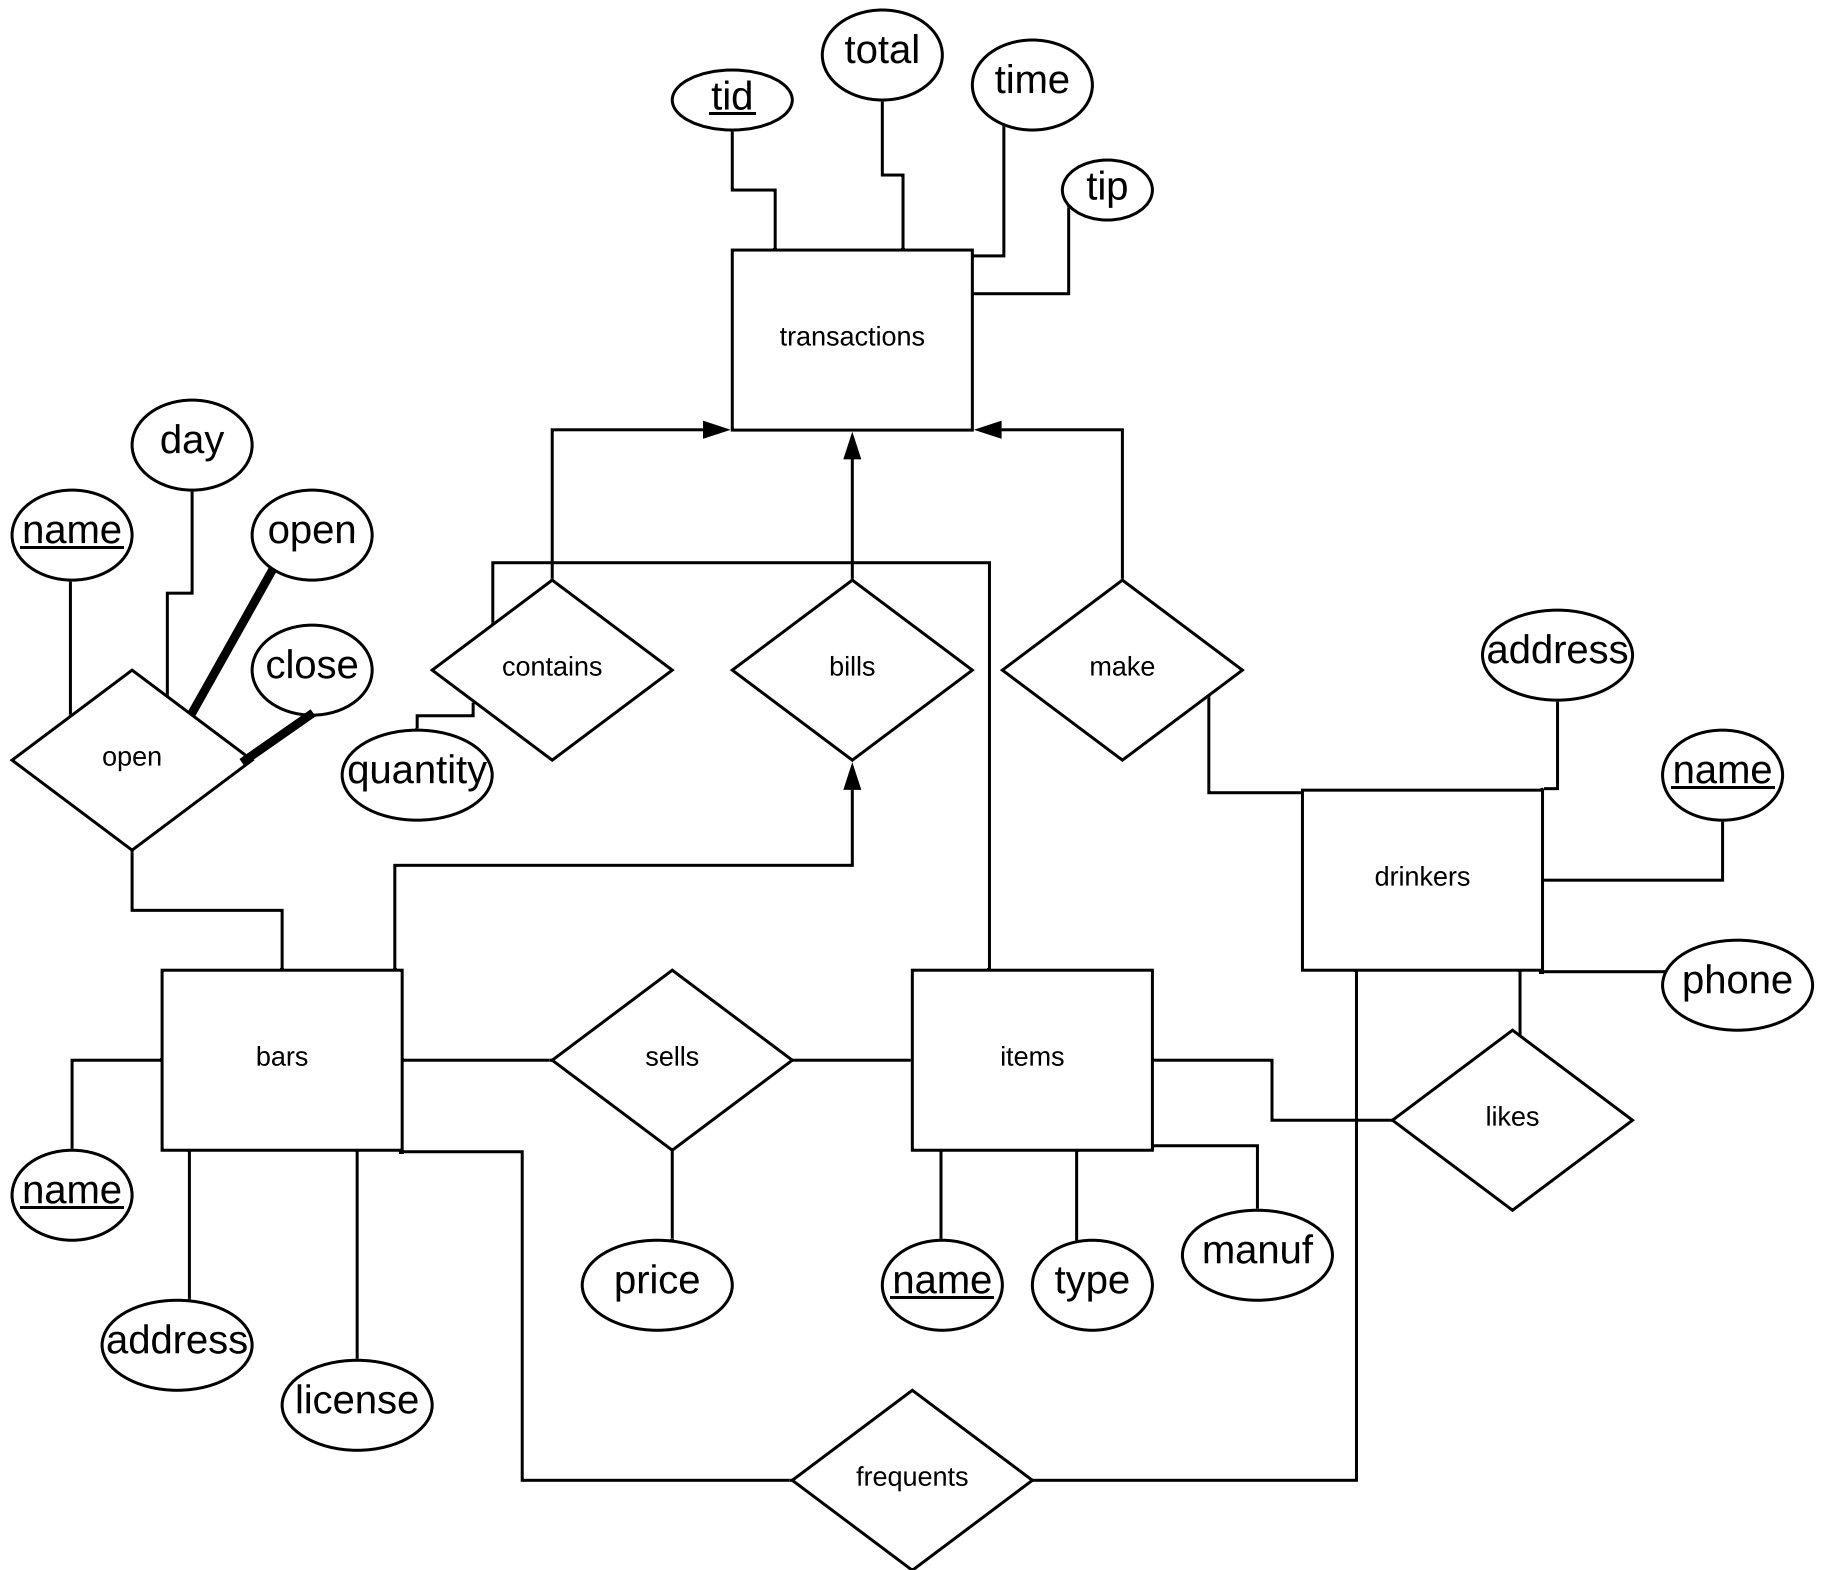 total
time
tid
tip
transactions
day
name
open
address
close
contains
bills
make
open
quantity
name
drinkers
phone
bars
sells
items
likes
name
manuf
price
name
type
address
license
frequents